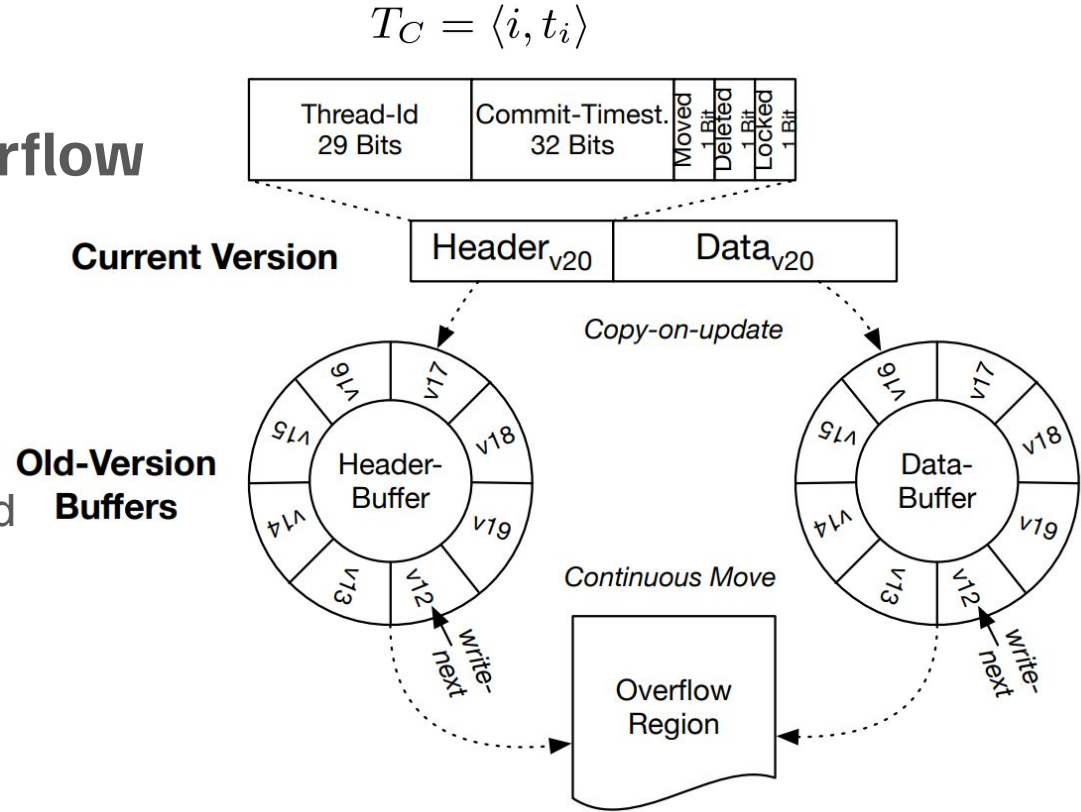 T_C = ⟨i, t_i⟩
Thread-Id
29 Bits
Commit-Timest.
32 Bits
Moved
1 Bit
Deleted
1 Bit
Locked
1 Bit
rflow
Current Version
Header_v20
Data_v20
Copy-on-update
v16
v17
v15
v18
v14
v19
v13
v12
Header-
Buffer
Old-Version
Buffers
d
write-
next
v16
v17
v15
v18
v14
v19
v13
v12
Data-
Buffer
write-
next
Continuous Move
Overflow
Region